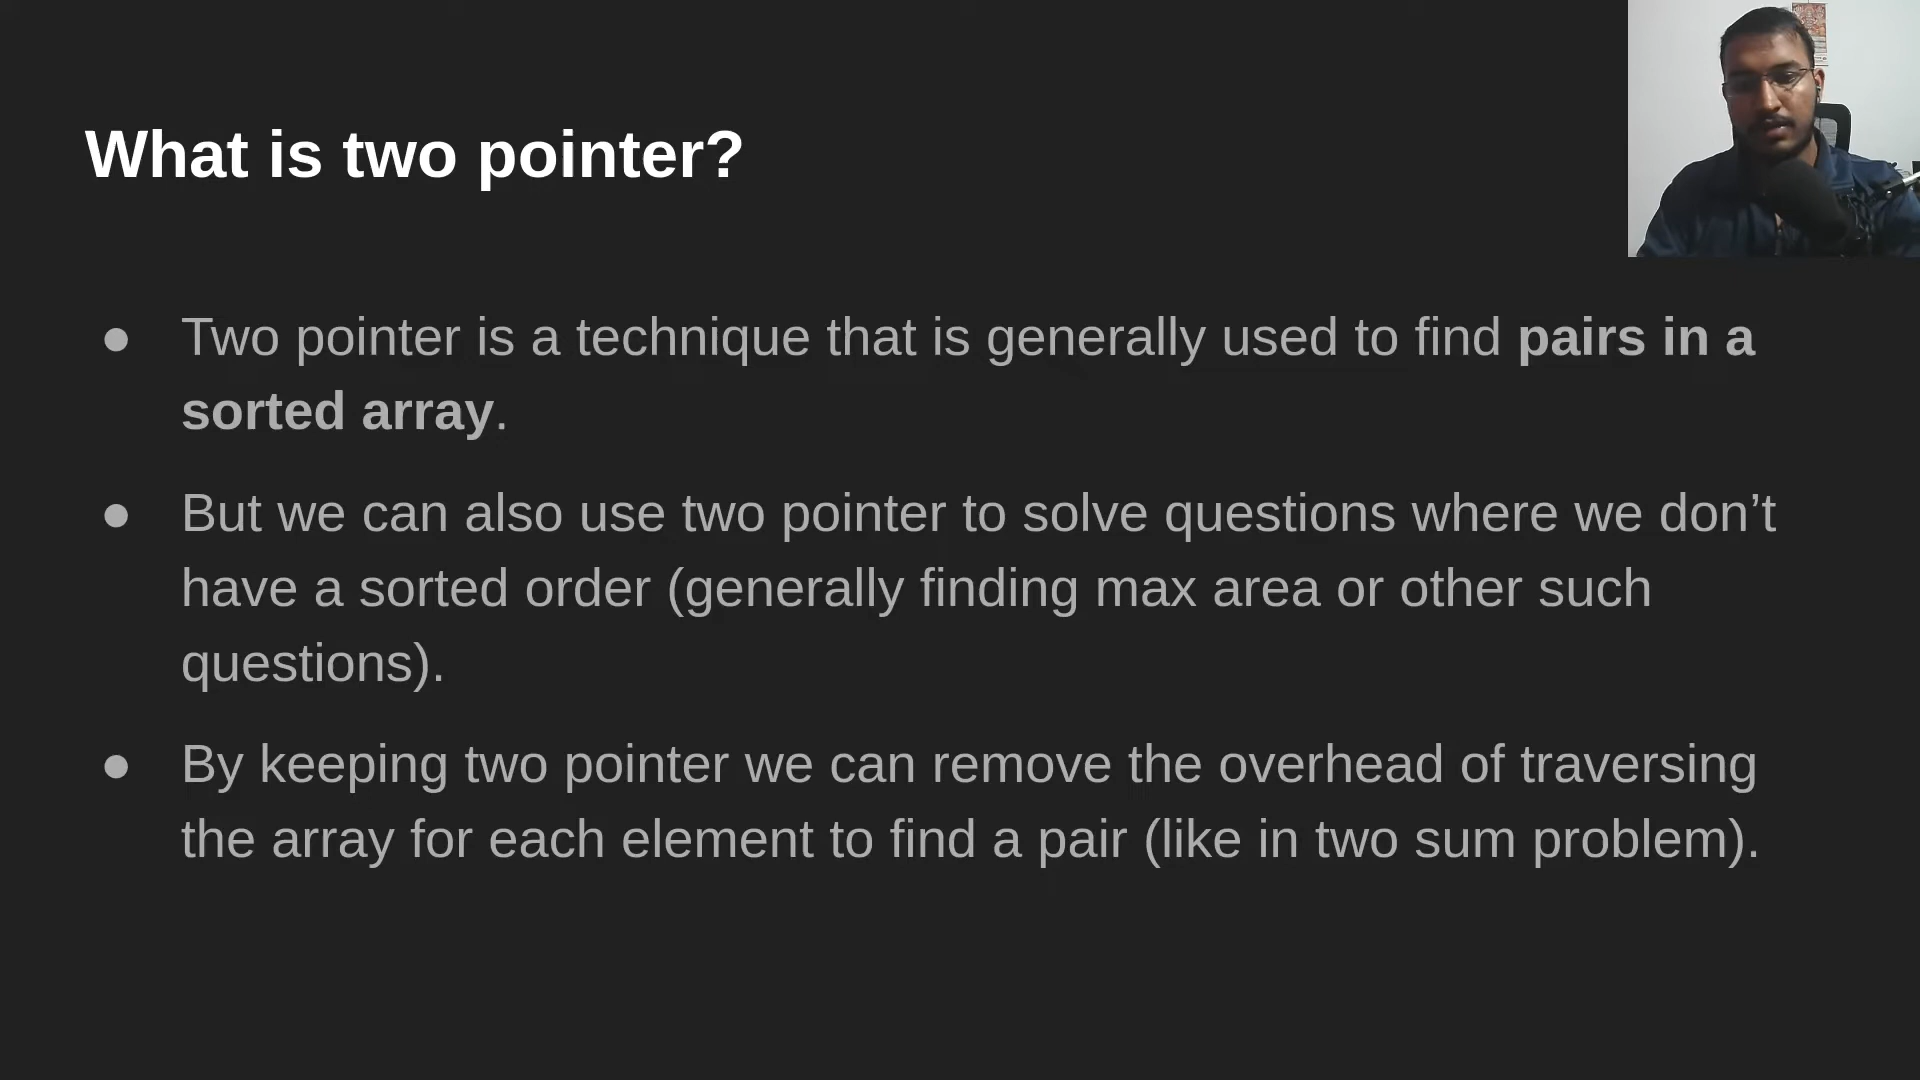 What is two pointer?
● Two pointer is a technique that is generally used to find pairs in a
sorted array.
● But we can also use two pointer to solve questions where we don’t
have a sorted order (generally finding max area or other such
questions).
● By keeping two pointer we can remove the overhead of traversing
the array for each element to find a pair (like in two sum problem).